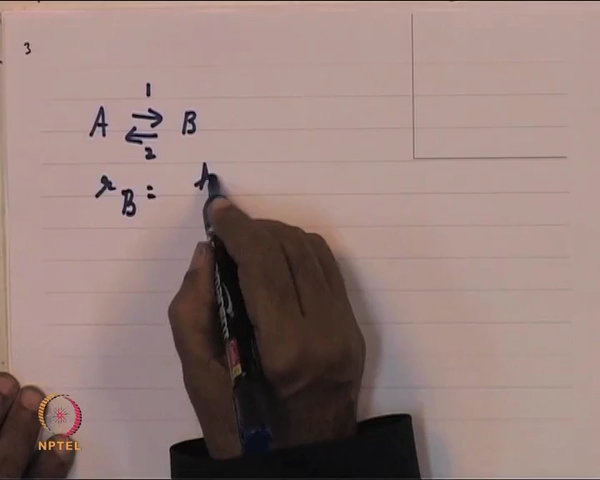 3
1
A ⇌ B
2
r_B =
NPTEL